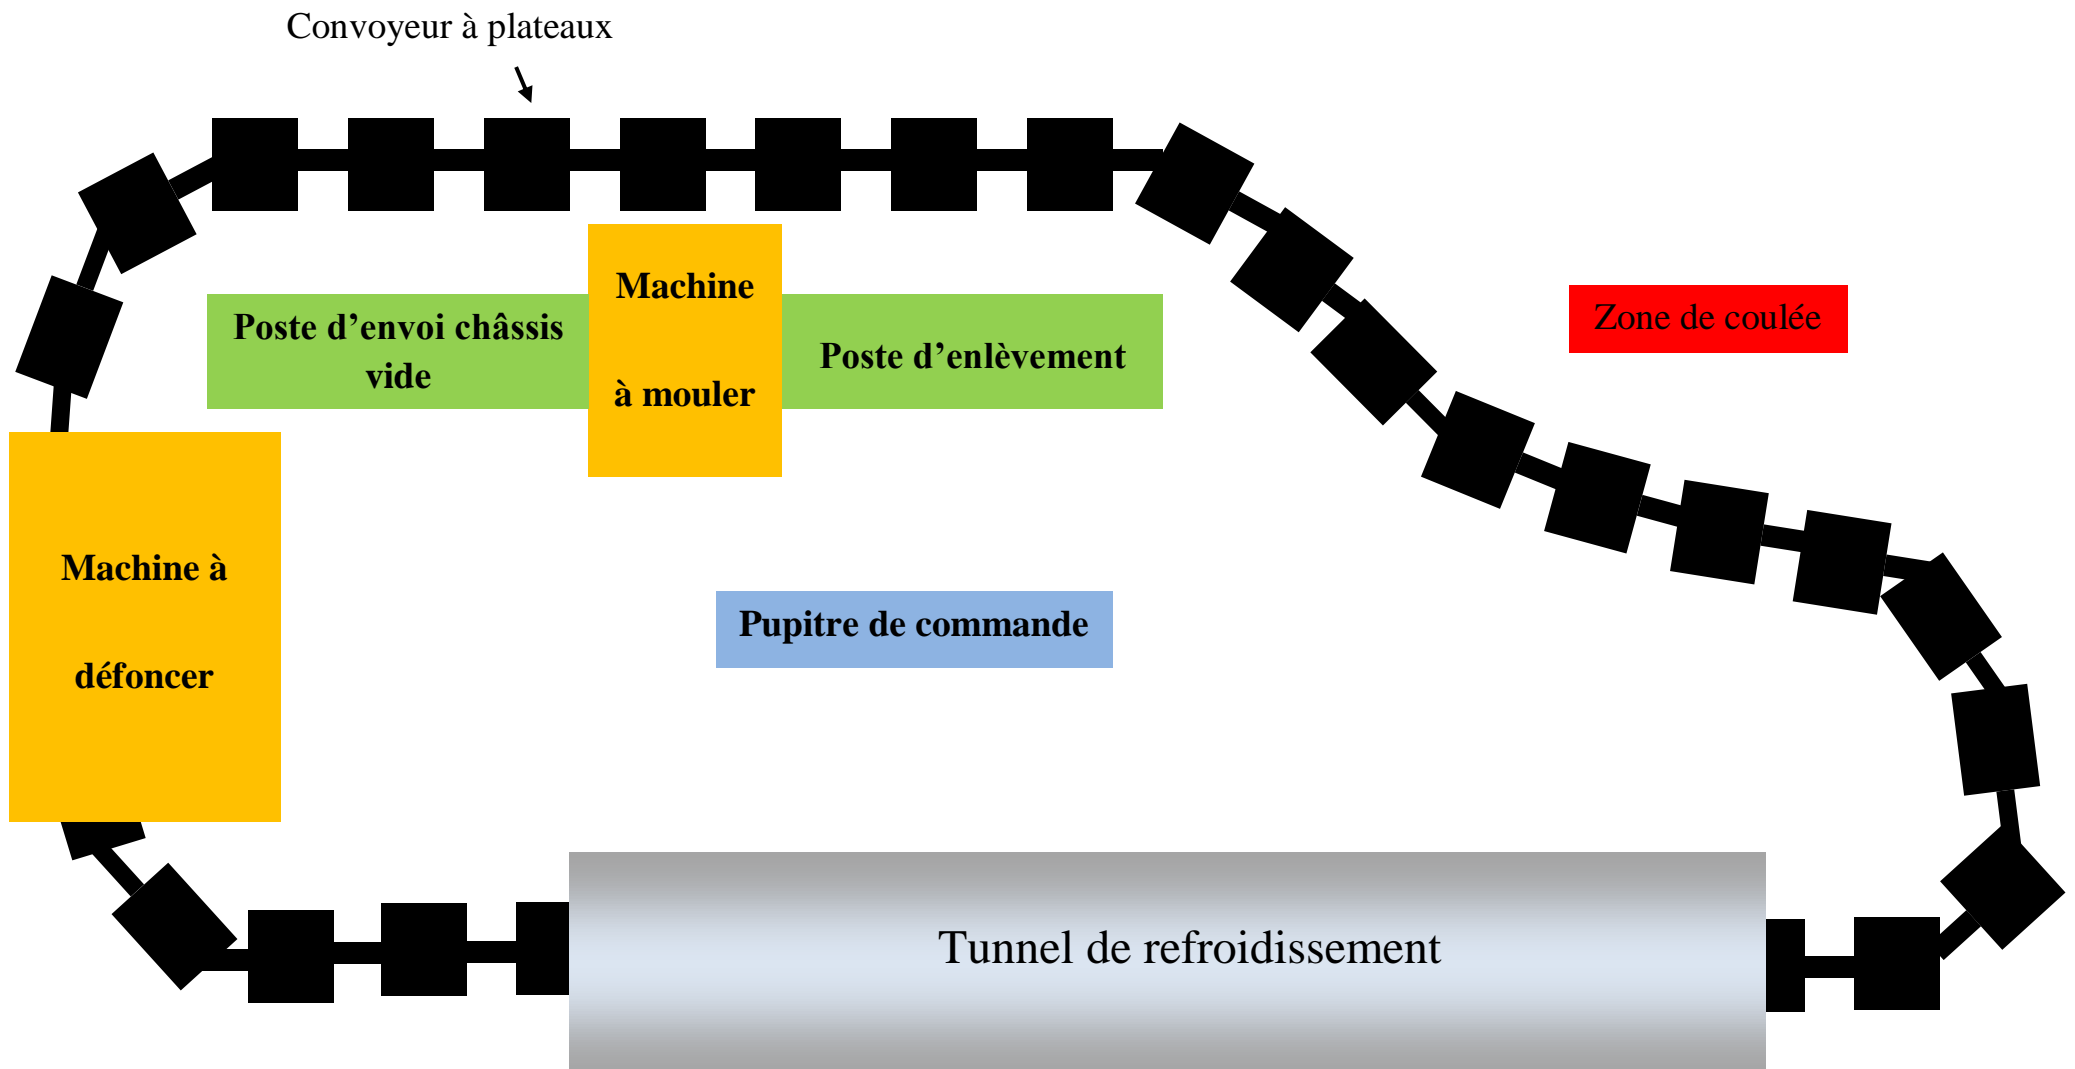 Convoyeur à plateaux
Machine
à mouler
Poste d’envoi châssis
vide
Poste d’enlèvement
Zone de coulée
Machine à
défoncer
Pupitre de commande
Tunnel de refroidissement